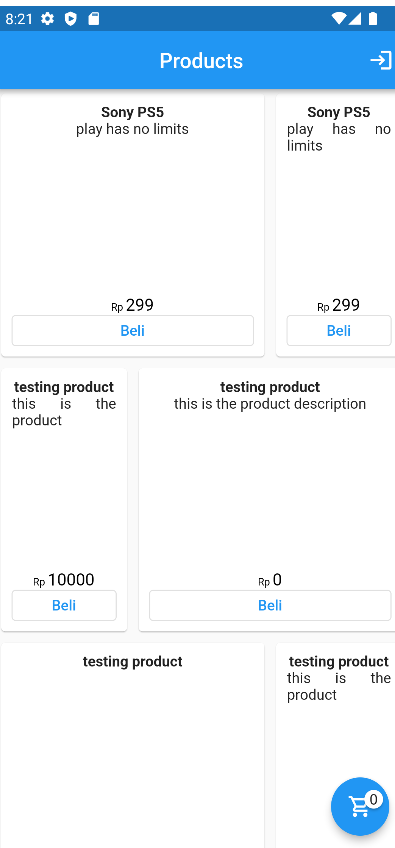 8:21
Products
Sony PS5
play has no limits
Rp 299
Beli
Sony PS5
play has no
limits
Rp 299
Beli
testing product
this is the
product
Rp 10000
Beli
testing product
this is the product description
Rp 0
Beli
testing product
testing product
this is the
product
0